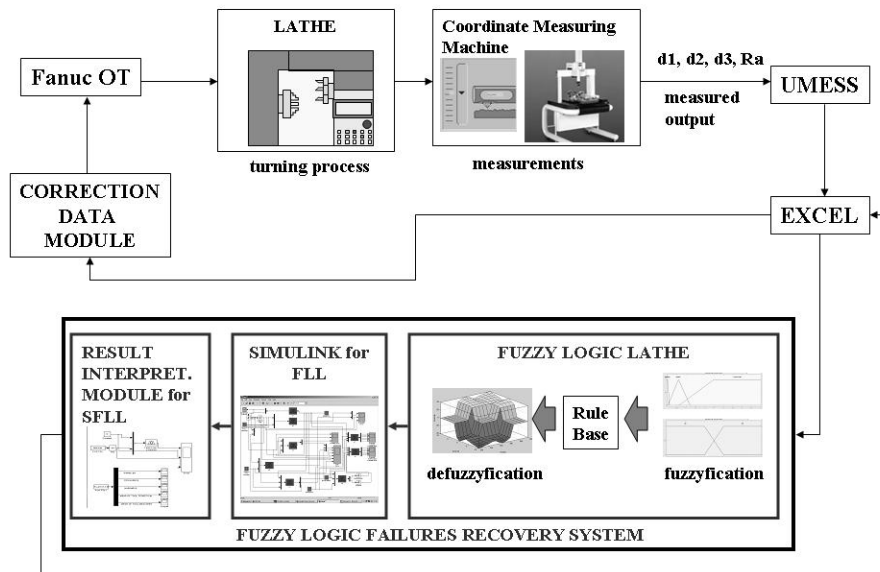 LATHE
Fanuc OT
turning process
Coordinate Measuring
Machine
measurements
d1, d2, d3, Ra
measured
output
UMESS
CORRECTION
DATA
MODULE
EXCEL
RESULT
INTERPRET.
MODULE for
SFLL
SIMULINK for
FLL
FUZZY LOGIC LATHE
Rule
Base
defuzzyfication
fuzzyfication
FUZZY LOGIC FAILURES RECOVERY SYSTEM